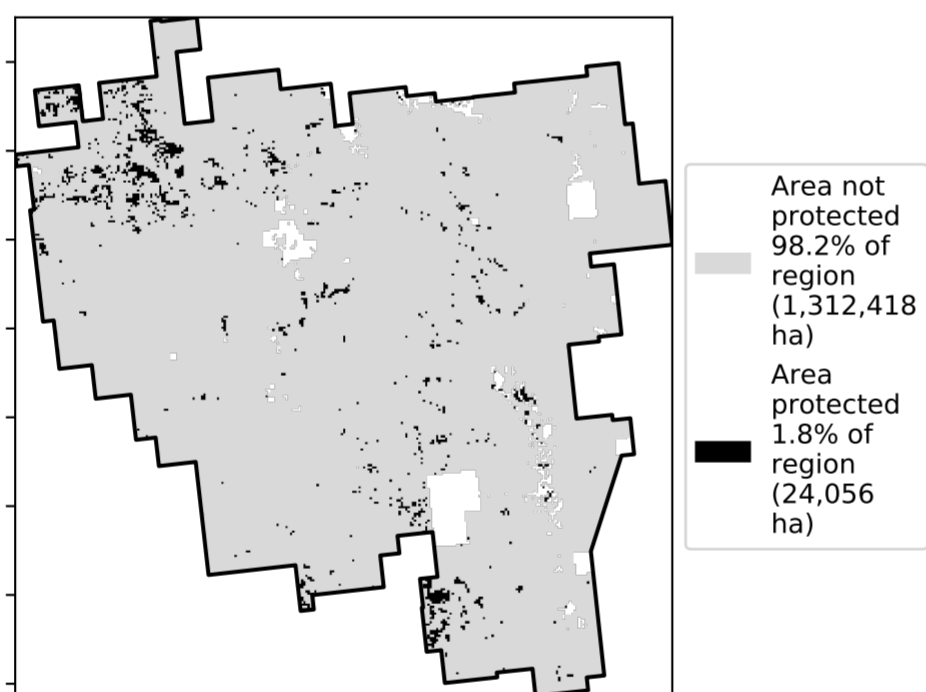 Area not
protected
98.2% of
region
(1,312,418
ha)
Area
protected
1.8% of
region
(24,056
ha)